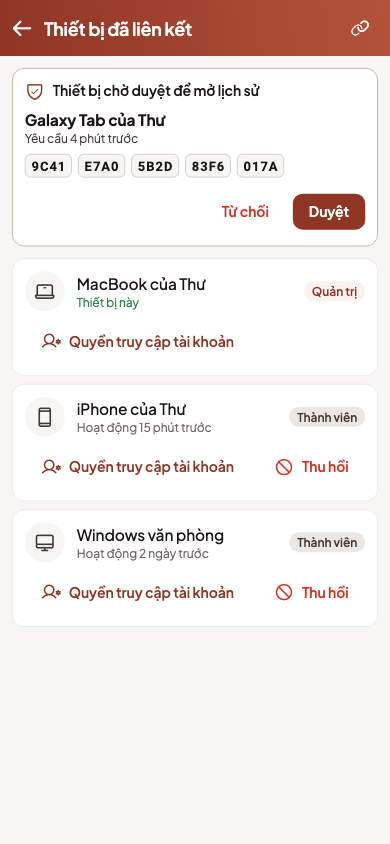 Thiết bị đã liên kết
Thiết bị chờ duyệt để mở lịch sử
Galaxy Tab của Thư
Yêu cầu 4 phút trước
9C41 E7A0 5B2D 83F6 017A
Từ chối Duyệt
MacBook của Thư
Thiết bị này
Quản trị
Quyền truy cập tài khoản
iPhone của Thư
Hoạt động 15 phút trước
Thành viên
Quyền truy cập tài khoản Thu hồi
Windows văn phòng
Hoạt động 2 ngày trước
Thành viên
Quyền truy cập tài khoản Thu hồi